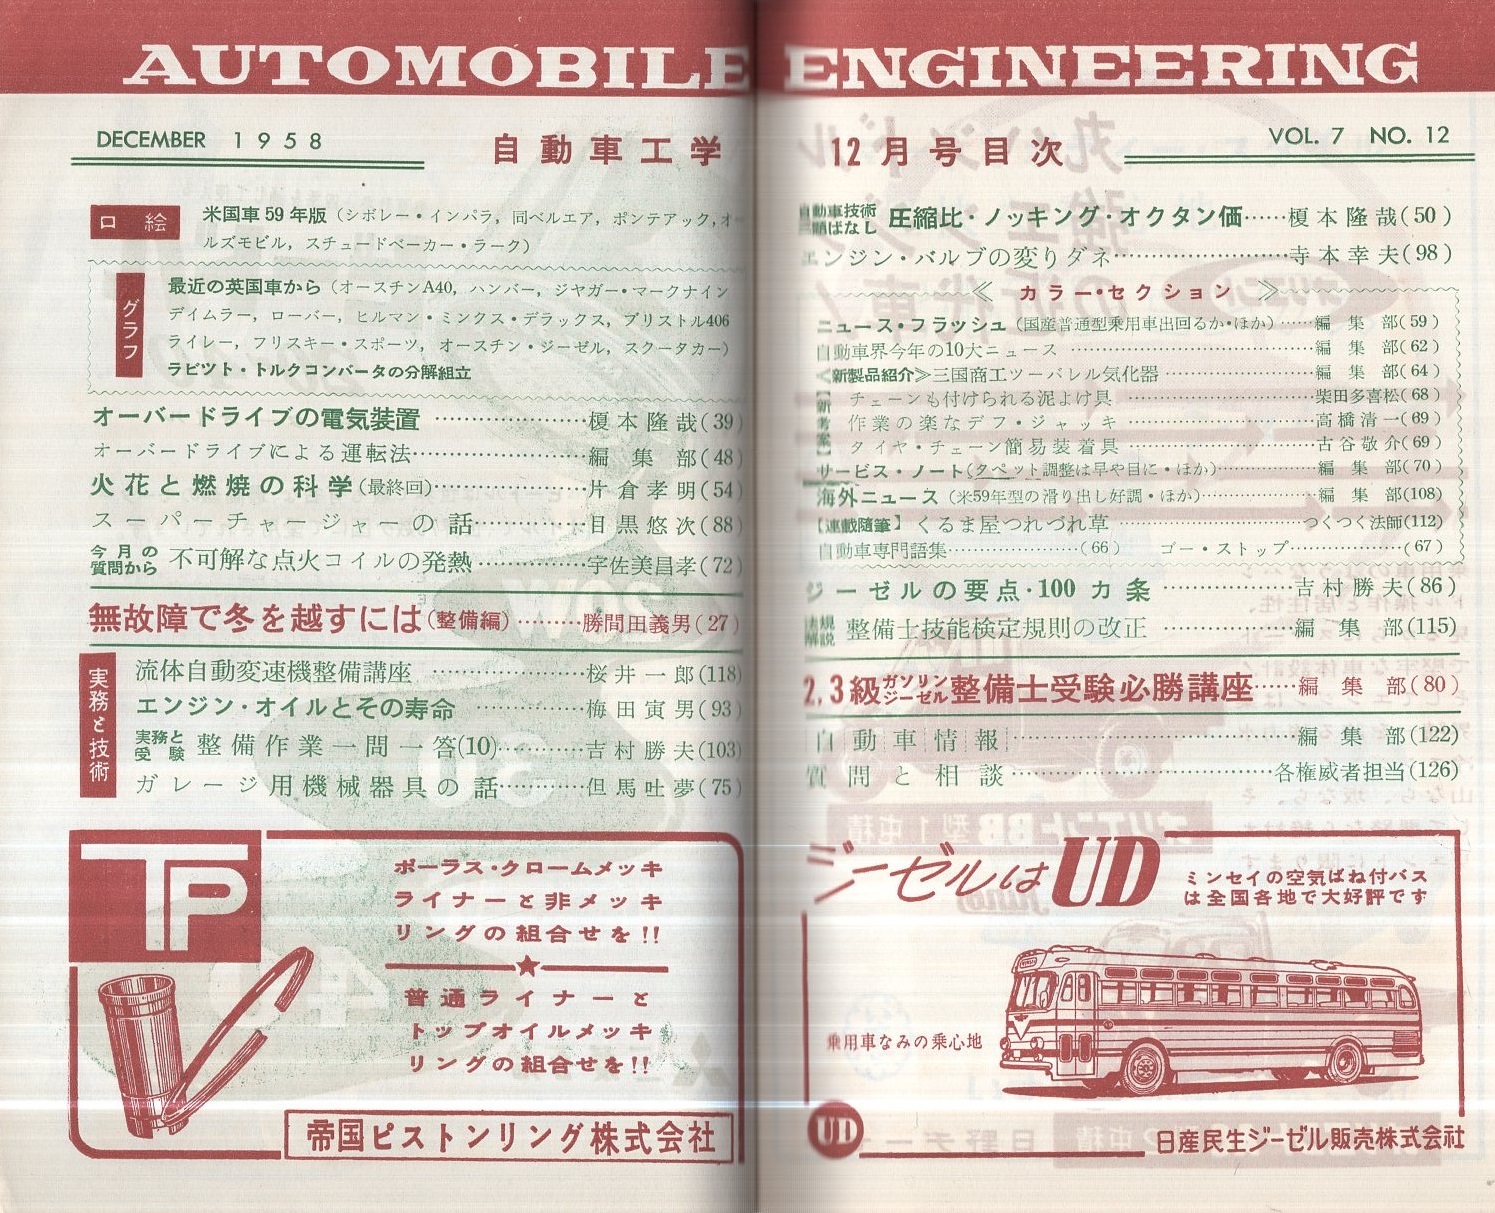 AUTOMOBILE ENGINEERING
DECEMBER 1958
自動車工学 12月号目次
VOL. 7 NO. 12
口絵
米国車59年版（シボレー・インパラ，同ベルエア，ポンテアック，オー
ルズモビル，スチュードベーカー・ラーク）
グラフ
最近の英国車から（オースチンA40，ハンバー，ジヤガー・マークナイン
デイムラー，ローバー，ヒルマン・ミンクス・デラックス，ブリストル406
ライレー，フリスキー・スポーツ，オースチン・ジーゼル，スクータカー）
ラビツト・トルクコンバータの分解組立
オーバードライブの電気装置……………榎本隆哉(39)
オーバードライブによる運転法……………編集部(48)
火花と燃焼の科学(最終回)……………片倉孝明(54)
スーパーチャージャーの話……………目黒悠次(88)
今月の質問から 不可解な点火コイルの発熱……………宇佐美昌孝(72)
無故障で冬を越すには(整備編)………勝間田義男(27)
実務と技術
流体自動変速機整備講座……………桜井一郎(118)
エンジン・オイルとその寿命……………梅田寅男(93)
実務と受験 整備作業一問一答(10)……………吉村勝夫(103)
ガレージ用機械器具の話……………但馬吐夢(75)
TP
ポーラス・クロームメッキ
ライナーと非メッキ
リングの組合せを!!
★
普通ライナーと
トップオイルメッキ
リングの組合せを!!
帝国ピストンリング株式会社
自動車技術問題ばなし 圧縮比・ノッキング・オクタン価……榎本隆哉(50)
エンジン・バルブの変りダネ……………寺本幸夫(98)
≪ カラー・セクション ≫
ニュース・フラッシュ（国産普通型乗用車出回るか・ほか）……編集部(59)
自動車界今年の10大ニュース……………編集部(62)
≪新製品紹介≫三国商工ツーバレル気化器……………編集部(64)
【新考案】
チェーンも付けられる泥よけ具……………柴田多喜松(68)
作業の楽なデフ・ジャッキ……………高橋清一(69)
タイヤ・チェーン簡易装着具……………古谷敬介(69)
サービス・ノート(タペット調整は早や目に・ほか)……………編集部(70)
海外ニュース（米59年型の滑り出し好調・ほか）……………編集部(108)
【連載随筆】くるま屋つれづれ草……………つくつく法師(112)
自動車専門語集……………(66) ゴー・ストップ……………(67)
ジーゼルの要点・100カ条……………吉村勝夫(86)
法規解説 整備士技能検定規則の改正……………編集部(115)
2,3級ガソリンジーゼル整備士受験必勝講座……編集部(80)
自動車情報……………編集部(122)
質問と相談……………各権威者担当(126)
ジーゼルはUD
ミンセイの空気ばね付バス
は全国各地で大好評です
乗用車なみの乗心地
UD
日産民生ジーゼル販売株式会社